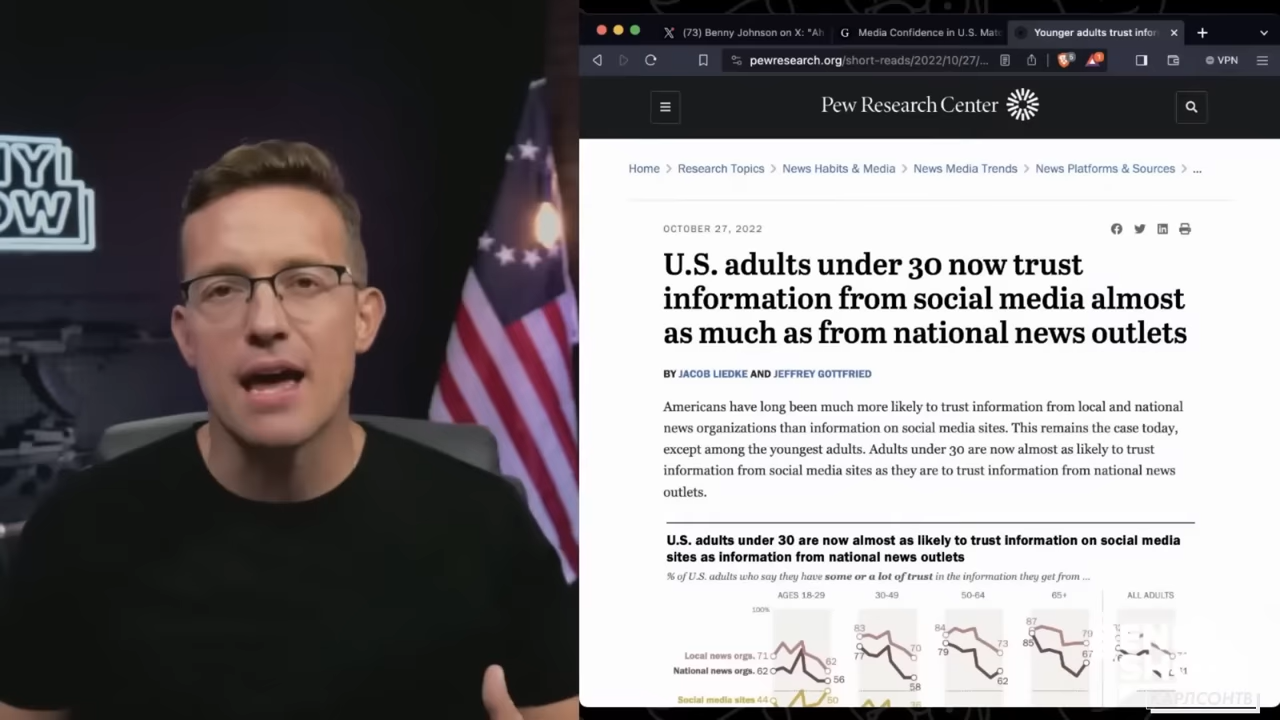 NY
OW
(73) Benny Johnson on X: "Ah
G Media Confidence in U.S. Mat
Younger adults trust infor
pewresearch.org/short-reads/2022/10/27/...
VPN
Pew Research Center
Home > Research Topics > News Habits & Media > News Media Trends > News Platforms & Sources > ...
OCTOBER 27, 2022
U.S. adults under 30 now trust
information from social media almost
as much as from national news outlets
BY JACOB LIEDKE AND JEFFREY GOTTFRIED
Americans have long been much more likely to trust information from local and national
news organizations than information on social media sites. This remains the case today,
except among the youngest adults. Adults under 30 are now almost as likely to trust
information from social media sites as they are to trust information from national news
outlets.
U.S. adults under 30 are now almost as likely to trust information on social media
sites as information from national news outlets
% of U.S. adults who say they have some or a lot of trust in the information they get from ...
AGES 18-29 30-49 50-64 65+ ALL ADULTS
100%
83 84 87
Local news orgs. 71 62 77 70 79 73 85 79
National news orgs. 62 56 58 62 67
Social media sites 44 50
КАРЛСОНТВ